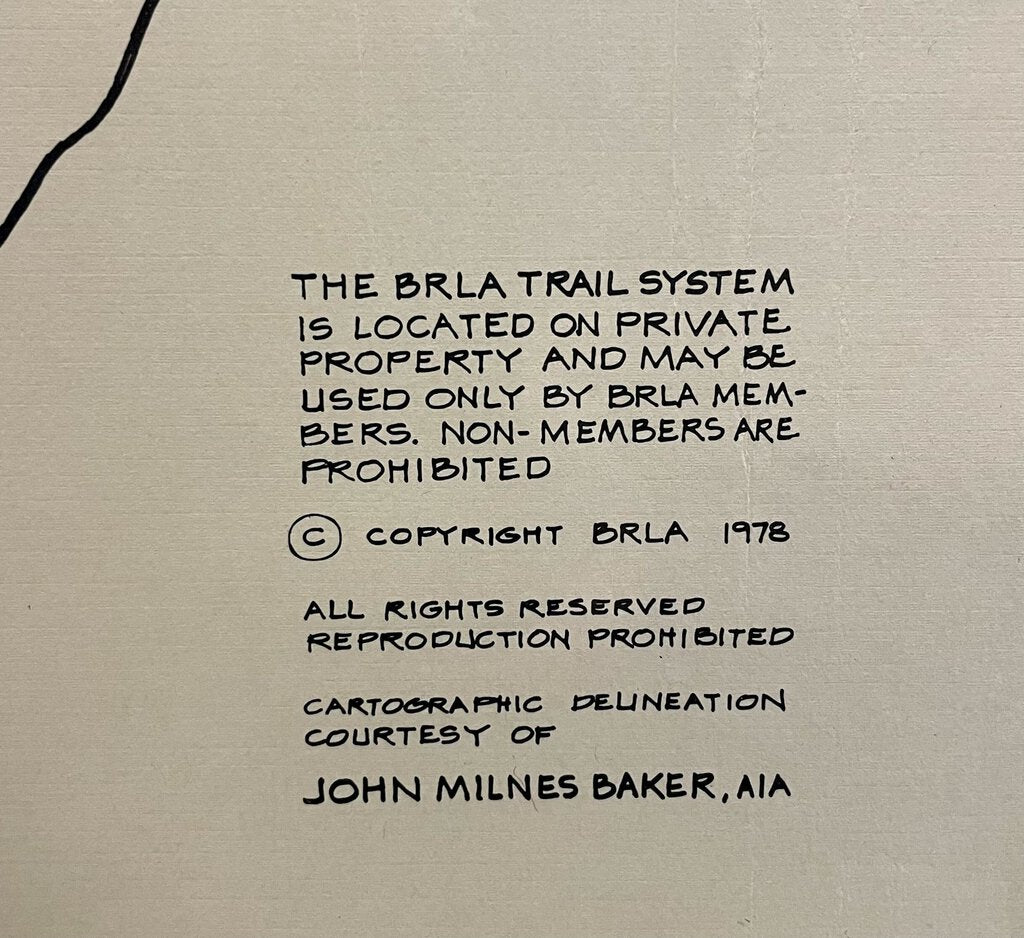 THE BRLA TRAIL SYSTEM
IS LOCATED ON PRIVATE
PROPERTY AND MAY BE
USED ONLY BY BRLA MEM-
BERS. NON-MEMBERS ARE
PROHIBITED
© COPYRIGHT BRLA 1978
ALL RIGHTS RESERVED
REPRODUCTION PROHIBITED
CARTOGRAPHIC DELINEATION
COURTESY OF
JOHN MILNES BAKER, AIA